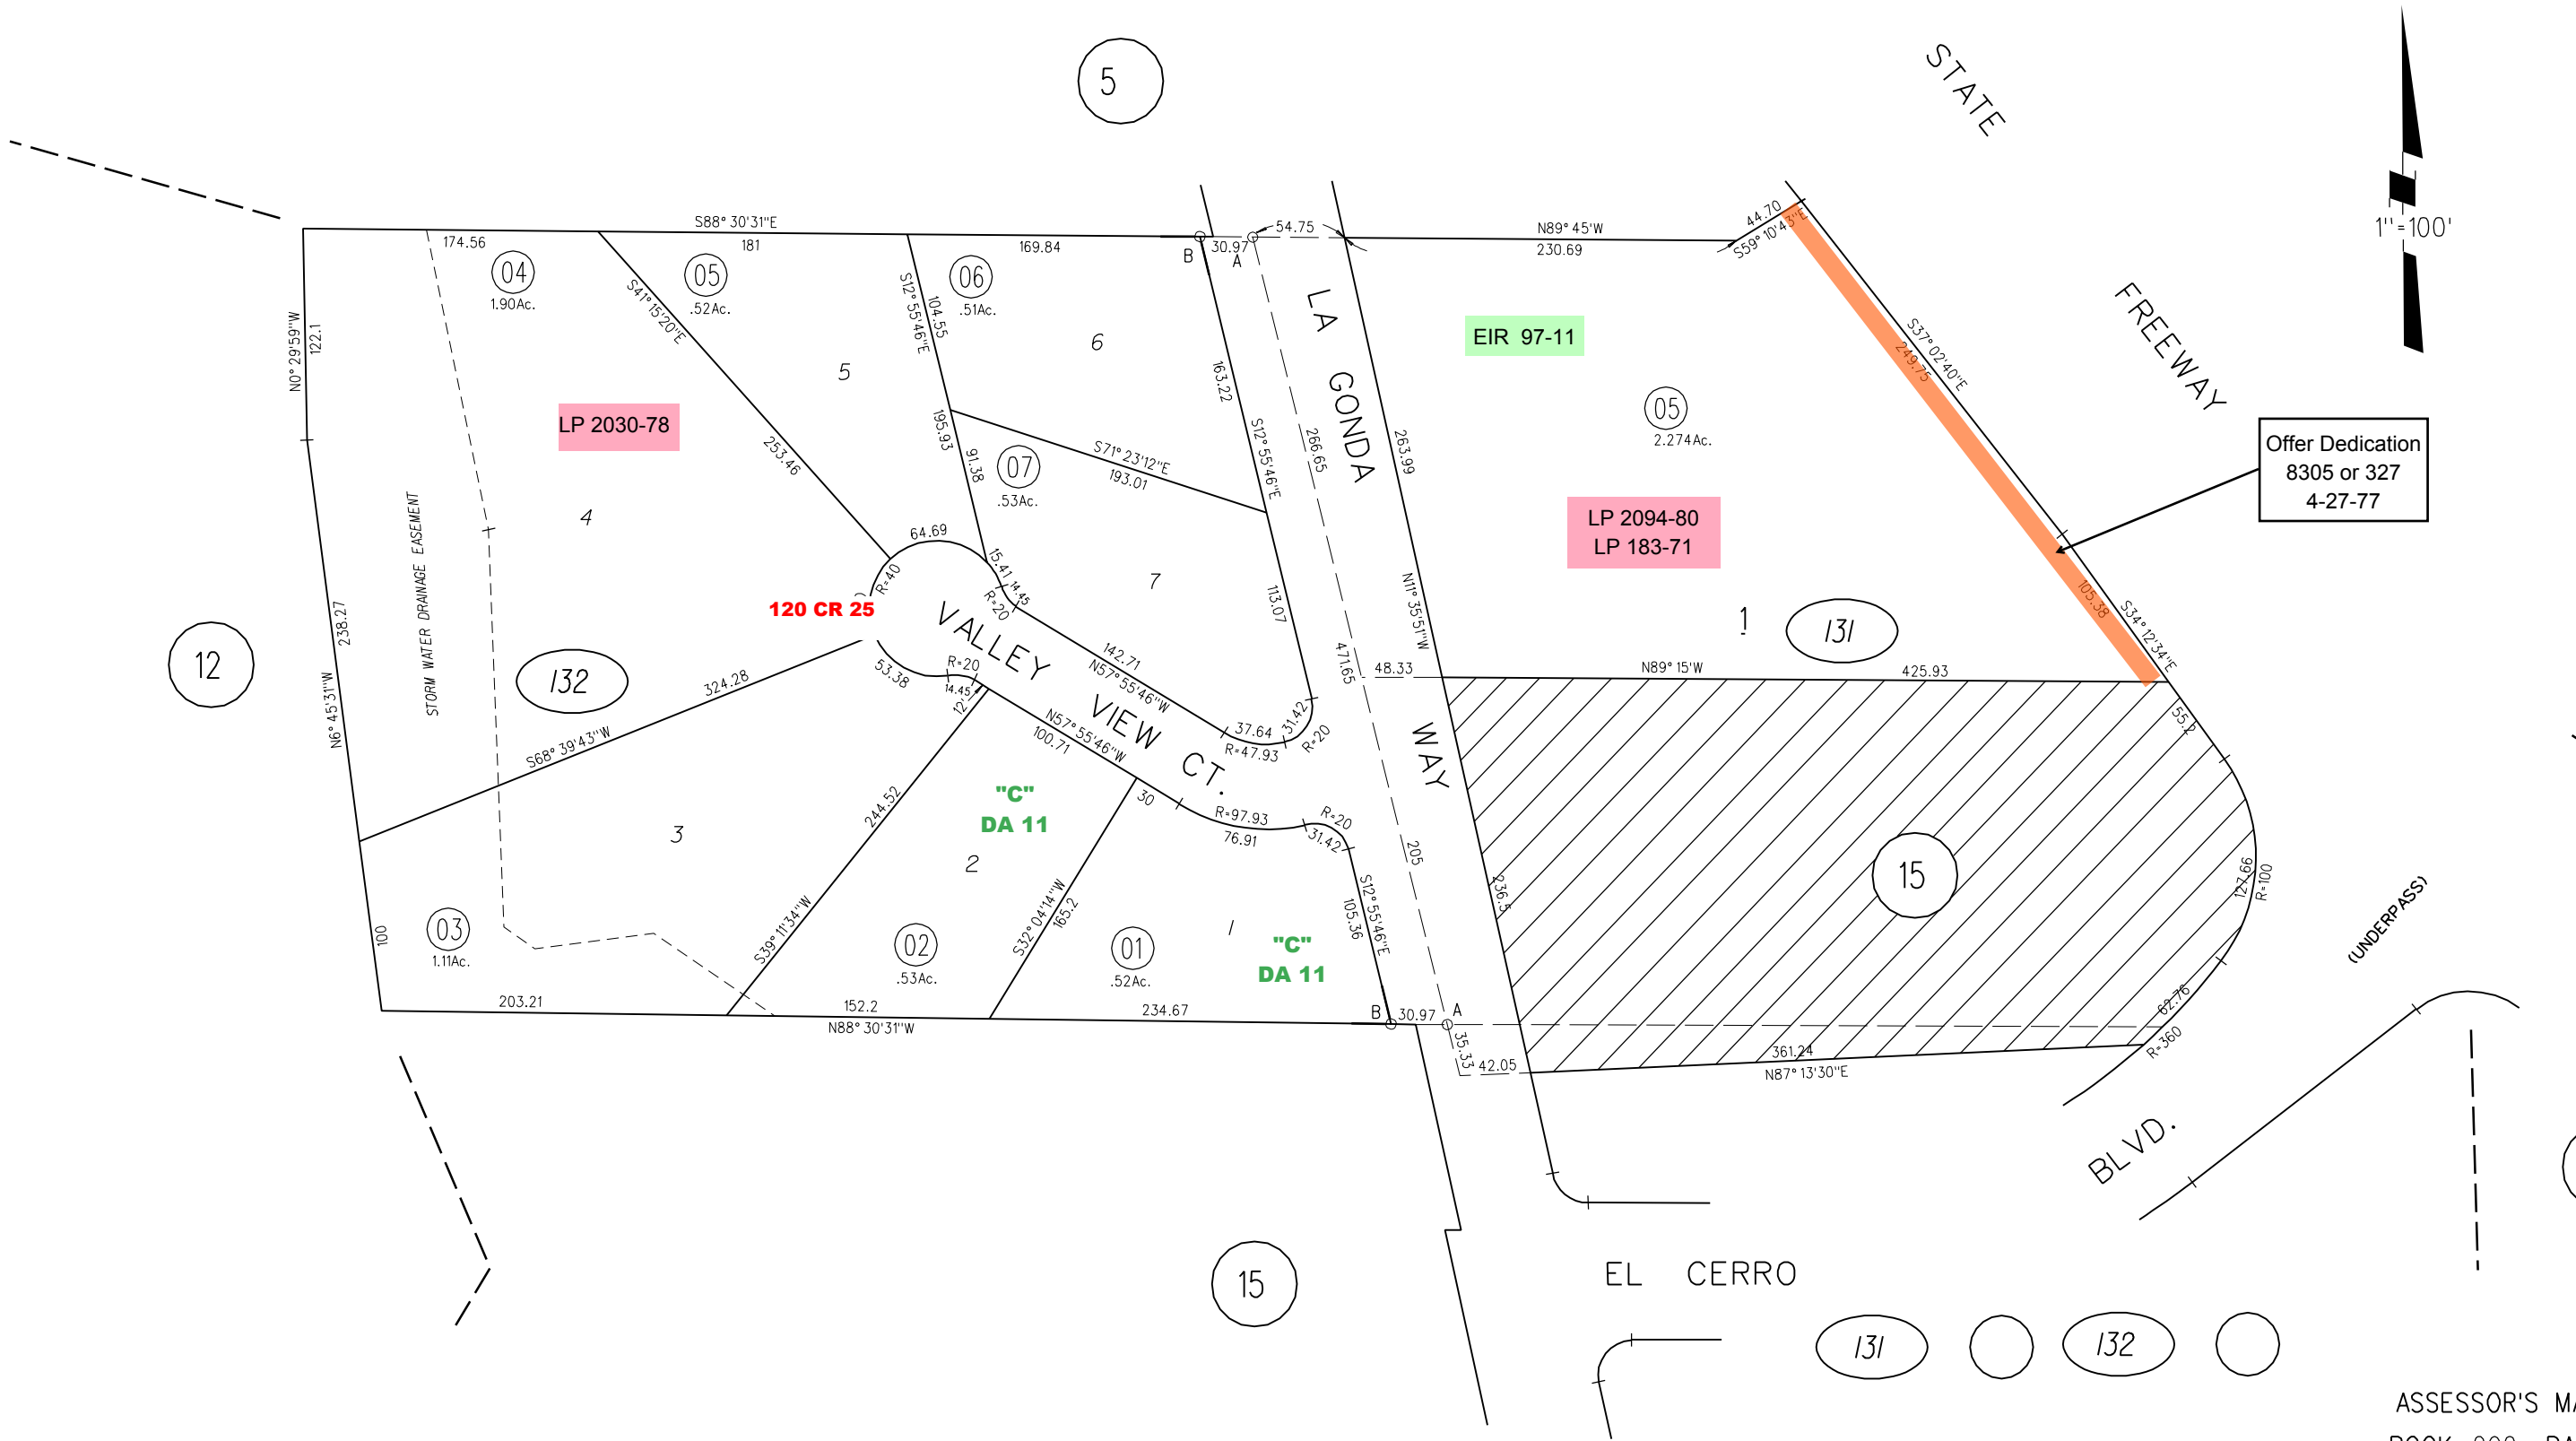 5
STATE
FREEWAY
1"=100'
S88° 30'31"E
174.56
181
169.84
04
1.90Ac.
05
.52Ac.
06
.51Ac.
B
30.97
A
54.75
N89° 45'W
230.69
44.70
S59° 10'43"E
N0° 29'59"W
122.1
S41° 15'20"E
253.46
S12° 55'46"E
104.55
195.93
91.38
5
6
163.22
S12° 55'46"E
113.07
266.65
LA GONDA WAY
263.99
N11° 35'51"W
EIR 97-11
05
2.274Ac.
S37° 02'40"E
249.75
Offer Dedication
8305 or 327
4-27-77
LP 2030-78
4
STORM WATER DRAINAGE EASEMENT
S71° 23'12"E
193.01
07
.53Ac.
7
LP 2094-80
LP 183-71
105.38
S34° 12'34"E
64.69
R=40
15.41
14.45
R=20
120 CR 25
VALLEY VIEW CT.
1
131
12
238.27
N6° 45'31"W
132
324.28
S68° 39'43"W
53.38
R=20
14.45
12
142.71
N57° 55'46"W
N57° 55'46"W
100.71
37.64
R=47.93
31.42
R=20
471.65
48.33
N89° 15'W
425.93
55.2
3
244.52
S39° 11'34"W
"C"
DA 11
2
30
R=97.93
76.91
R=20
31.42
205
236.5
15
127.66
R=100
(UNDERPASS)
100
03
1.11Ac.
02
.53Ac.
S32° 04'14"W
165.2
01
.52Ac.
1
"C"
DA 11
S12° 55'46"E
105.36
203.21
152.2
N88° 30'31"W
234.67
B
30.97
A
35.33
42.05
361.24
N87° 13'30"E
62.76
R=360
BLVD.
15
EL CERRO
131
132
ASSESSOR'S